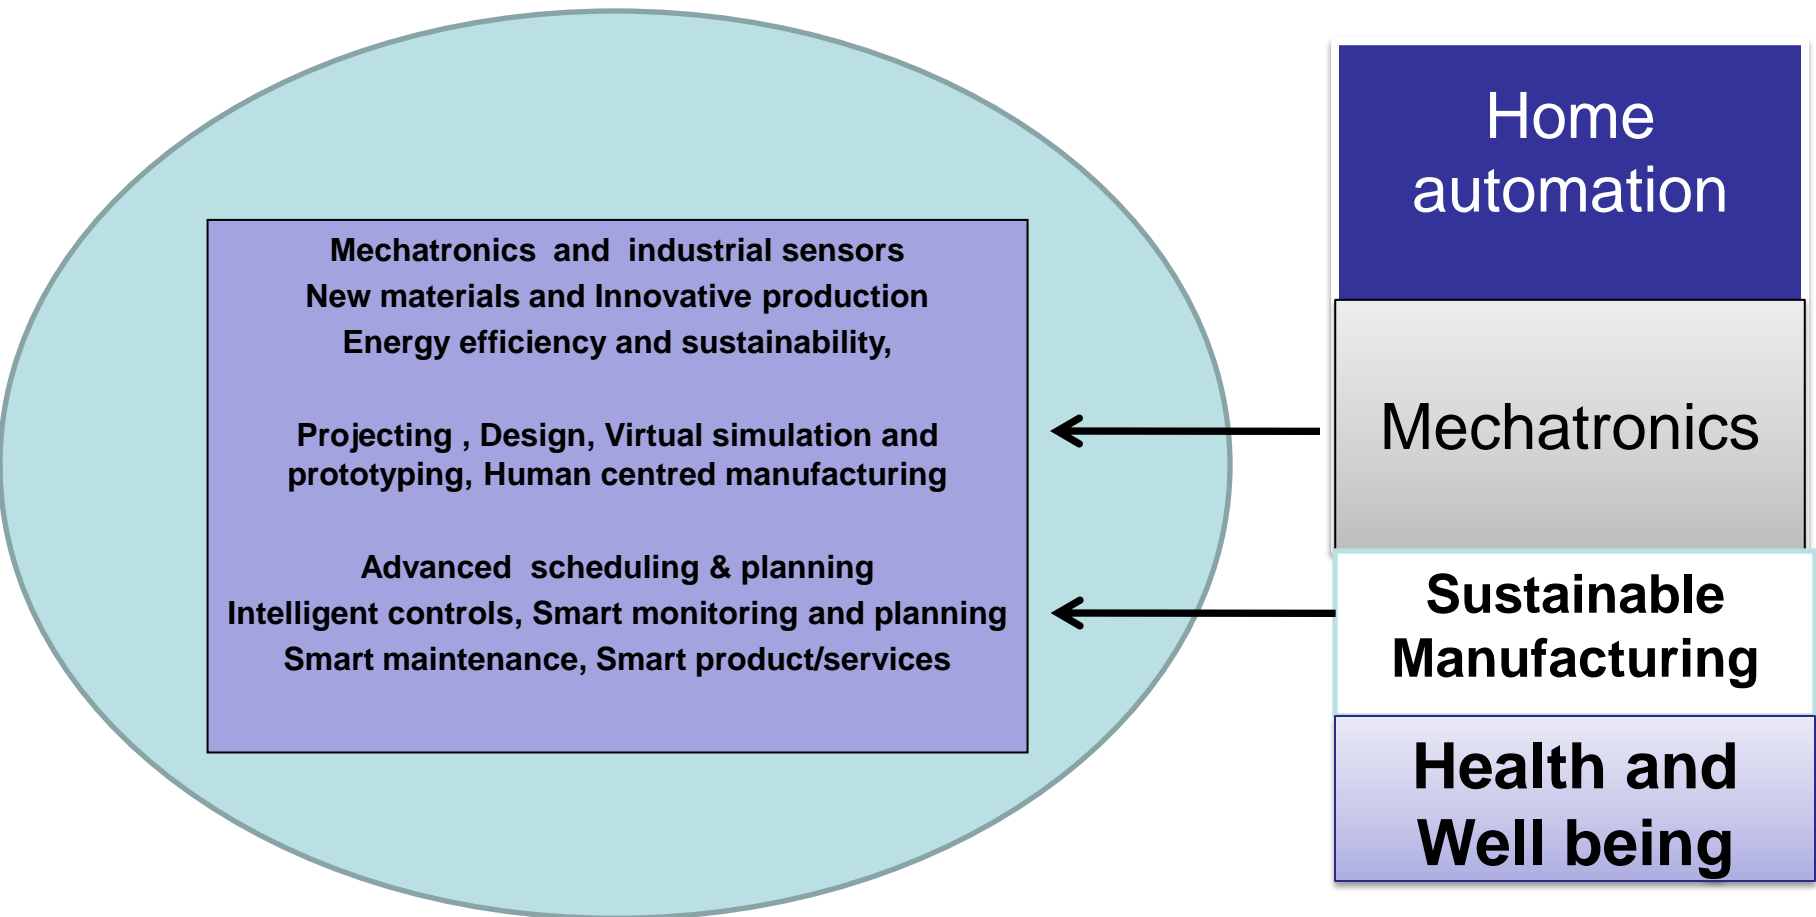 Mechatronics and industrial sensors
New materials and Innovative production
Energy efficiency and sustainability,
Projecting , Design, Virtual simulation and
prototyping, Human centred manufacturing
Advanced scheduling & planning
Intelligent controls, Smart monitoring and planning
Smart maintenance, Smart product/services
Home
automation
Mechatronics
Sustainable
Manufacturing
Health and
Well being